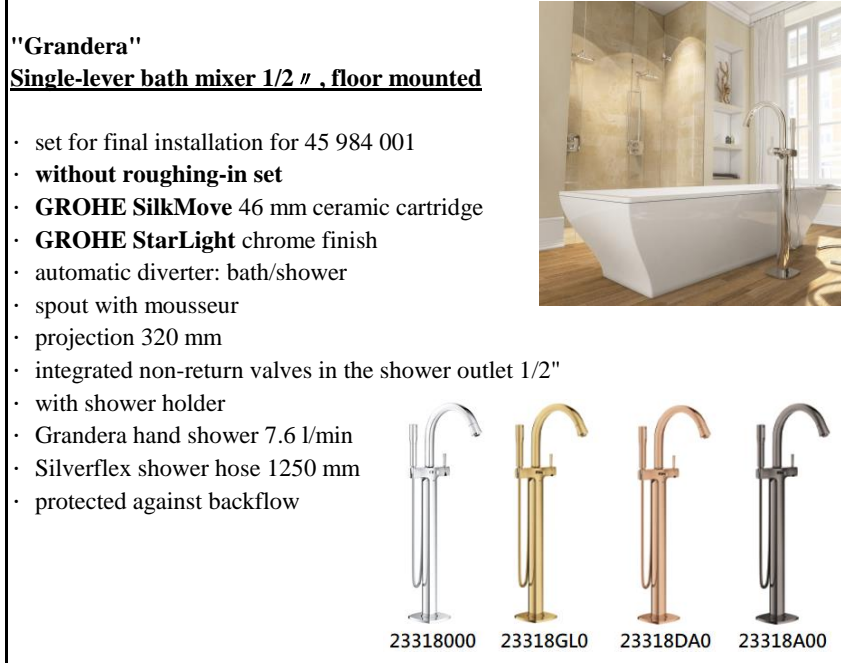 "Grandera"
Single-lever bath mixer 1/2〃, floor mounted
· set for final installation for 45 984 001
· without roughing-in set
· GROHE SilkMove 46 mm ceramic cartridge
· GROHE StarLight chrome finish
· automatic diverter: bath/shower
· spout with mousseur
· projection 320 mm
· integrated non-return valves in the shower outlet 1/2"
· with shower holder
· Grandera hand shower 7.6 l/min
· Silverflex shower hose 1250 mm
· protected against backflow
23318000 23318GL0 23318DA0 23318A00